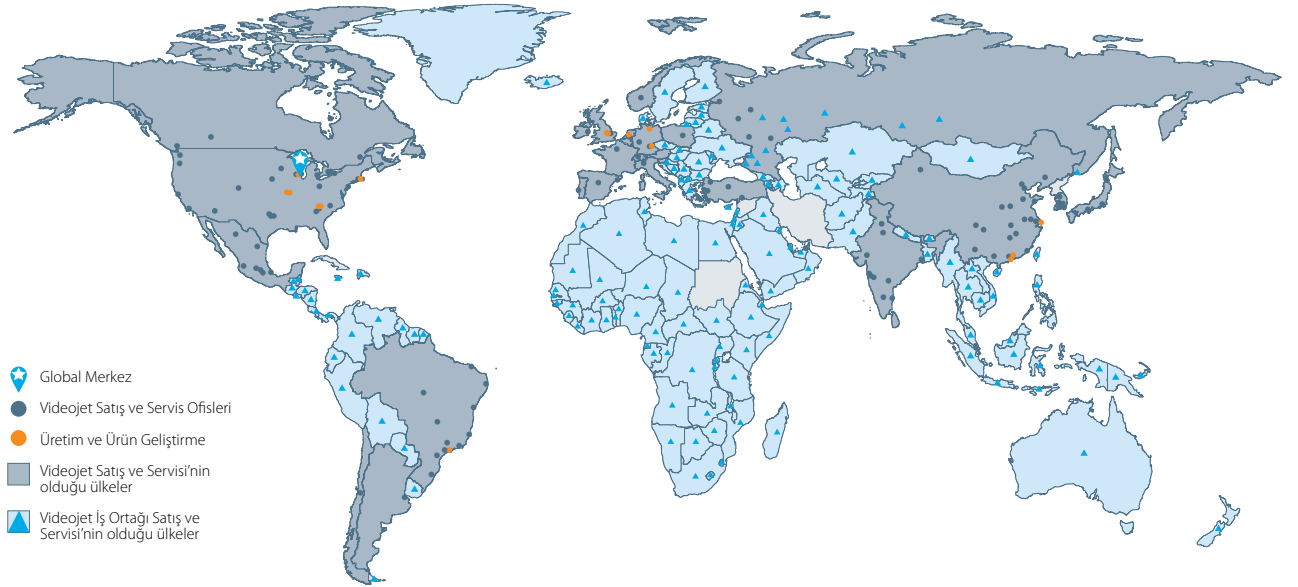 Global Merkez
Videojet Satış ve Servis Ofisleri
Üretim ve Ürün Geliştirme
Videojet Satış ve Servisi’nin
olduğu ülkeler
Videojet İş Ortağı Satış ve
Servisi’nin olduğu ülkeler